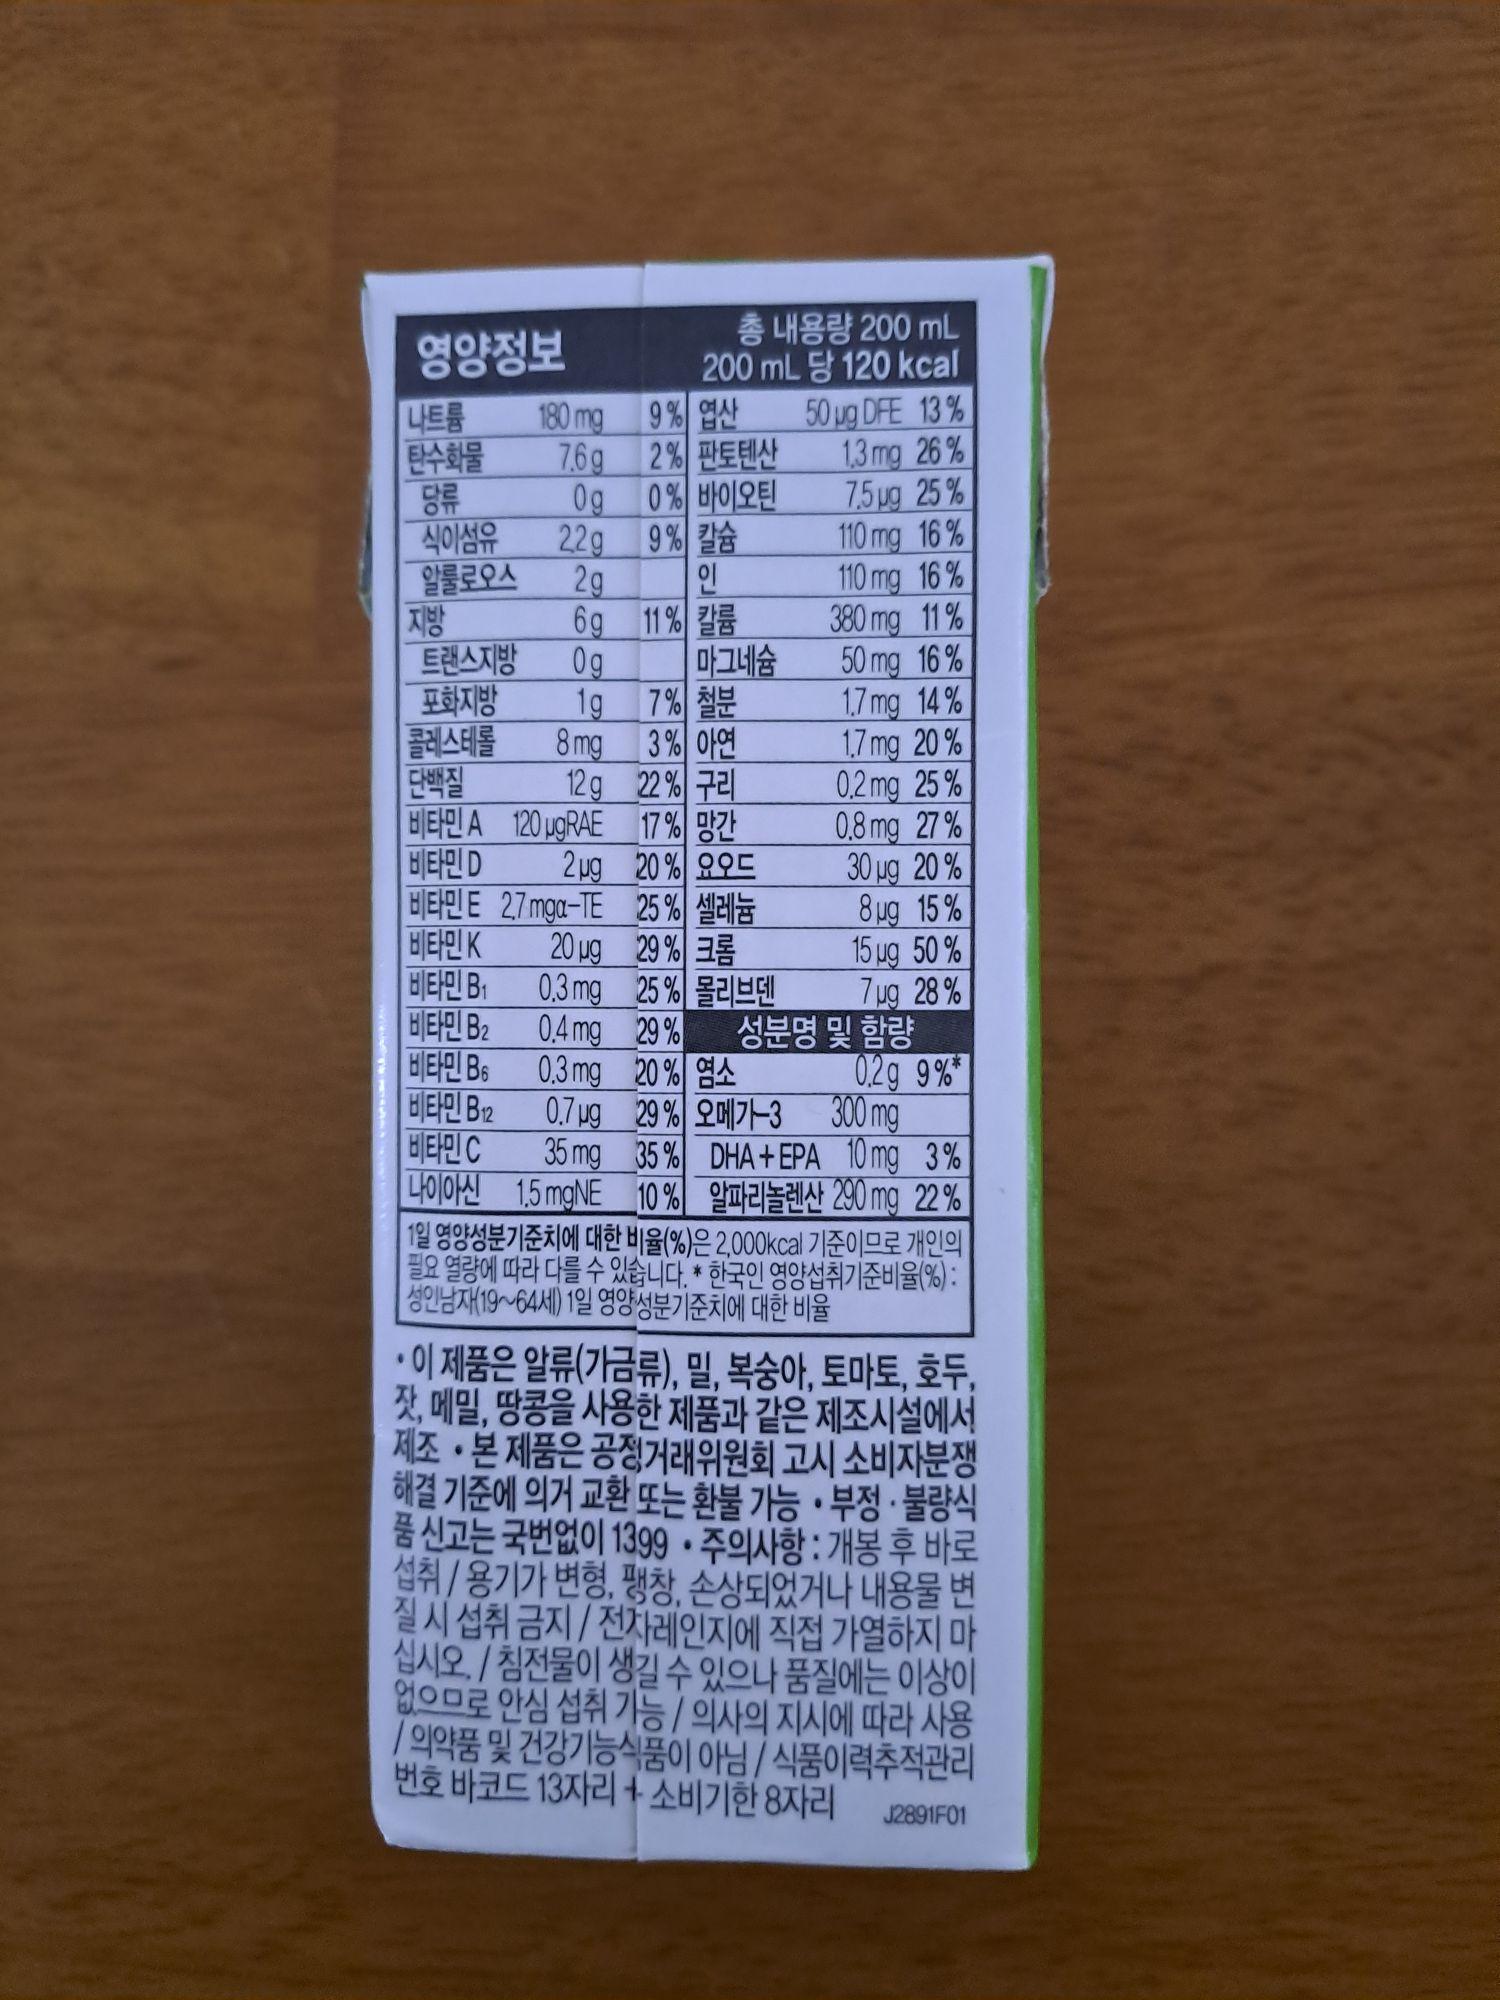 영양정보
총 내용량 200 mL
200 mL 당 120 kcal
나트륨 180 mg 9 %
탄수화물 7.6 g 2 %
당류 0 g 0 %
식이섬유 2.2 g 9 %
알룰로오스 2 g
지방 6 g 11 %
트랜스지방 0 g
포화지방 1 g 7 %
콜레스테롤 8 mg 3 %
단백질 12 g 22 %
비타민 A 120 μgRAE 17 %
비타민 D 2 μg 20 %
비타민 E 2.7 mgα-TE 25 %
비타민 K 20 μg 29 %
비타민 B1 0.3 mg 25 %
비타민 B2 0.4 mg 29 %
비타민 B6 0.3 mg 20 %
비타민 B12 0.7 μg 29 %
비타민 C 35 mg 35 %
나이아신 1.5 mgNE 10 %
엽산 50 μg DFE 13 %
판토텐산 1.3 mg 26 %
바이오틴 7.5 μg 25 %
칼슘 110 mg 16 %
인 110 mg 16 %
칼륨 380 mg 11 %
마그네슘 50 mg 16 %
철분 1.7 mg 14 %
아연 1.7 mg 20 %
구리 0.2 mg 25 %
망간 0.8 mg 27 %
요오드 30 μg 20 %
셀레늄 8 μg 15 %
크롬 15 μg 50 %
몰리브덴 7 μg 28 %
성분명 및 함량
염소 0.2 g 9 %*
오메가-3 300 mg
DHA + EPA 10 mg 3 %
알파리놀렌산 290 mg 22 %
1일 영양성분기준치에 대한 비율(%)은 2,000kcal 기준이므로 개인의
필요 열량에 따라 다를 수 있습니다. * 한국인 영양섭취기준비율(%) :
성인남자(19~64세) 1일 영양성분기준치에 대한 비율
• 이 제품은 알류(가금류), 밀, 복숭아, 토마토, 호두,
잣, 메밀, 땅콩을 사용한 제품과 같은 제조시설에서
제조 • 본 제품은 공정거래위원회 고시 소비자분쟁
해결 기준에 의거 교환 또는 환불 가능 • 부정 · 불량식
품 신고는 국번없이 1399 • 주의사항 : 개봉 후 바로
섭취 / 용기가 변형, 팽창, 손상되었거나 내용물 변
질 시 섭취 금지 / 전자레인지에 직접 가열하지 마
십시오. / 침전물이 생길 수 있으나 품질에는 이상이
없으므로 안심 섭취 가능 / 의사의 지시에 따라 사용
/ 의약품 및 건강기능식품이 아님 / 식품이력추적관리
번호 바코드 13자리 + 소비기한 8자리
J2891F01